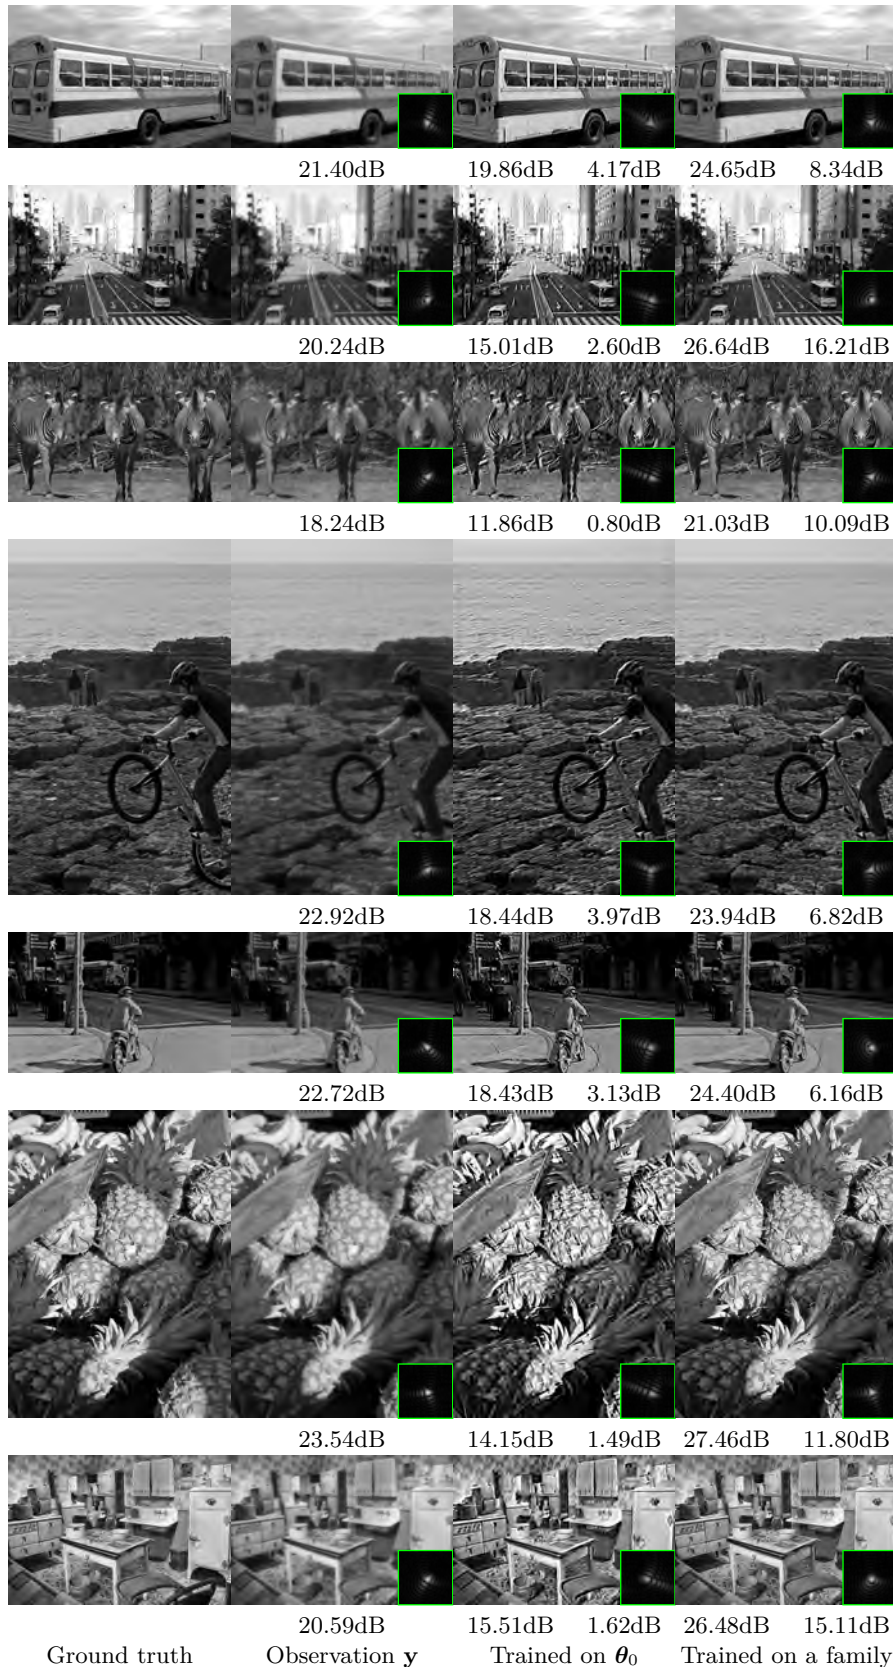 21.40dB 19.86dB 4.17dB 24.65dB 8.34dB
20.24dB 15.01dB 2.60dB 26.64dB 16.21dB
18.24dB 11.86dB 0.80dB 21.03dB 10.09dB
22.92dB 18.44dB 3.97dB 23.94dB 6.82dB
22.72dB 18.43dB 3.13dB 24.40dB 6.16dB
23.54dB 14.15dB 1.49dB 27.46dB 11.80dB
20.59dB 15.51dB 1.62dB 26.48dB 15.11dB
Ground truth Observation y Trained on θ₀ Trained on a family